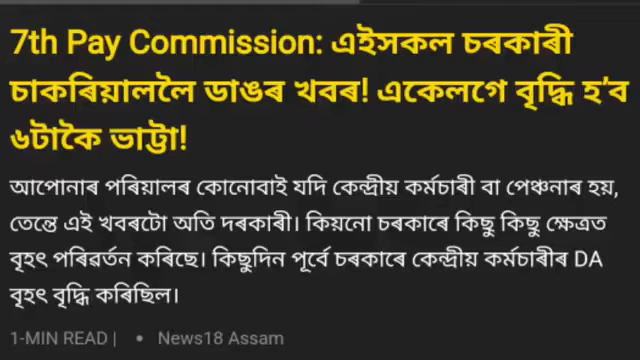 7th Pay Commission: এইসকল চৰকাৰী
চাকৰিয়াললৈ ডাঙৰ খবৰ! একেলগে বৃদ্ধি হ’ব
৬টাকৈ ভাট্টা!
আপোনাৰ পৰিয়ালৰ কোনোবাই যদি কেন্দ্ৰীয় কৰ্মচাৰী বা পেঞ্চনাৰ হয়,
তেন্তে এই খবৰটো অতি দৰকাৰী। কিয়নো চৰকাৰে কিছু কিছু ক্ষেত্ৰত
বৃহৎ পৰিৱৰ্তন কৰিছে। কিছুদিন পূৰ্বে চৰকাৰে কেন্দ্ৰীয় কৰ্মচাৰীৰ DA
বৃহৎ বৃদ্ধি কৰিছিল।
1-MIN READ | • News18 Assam